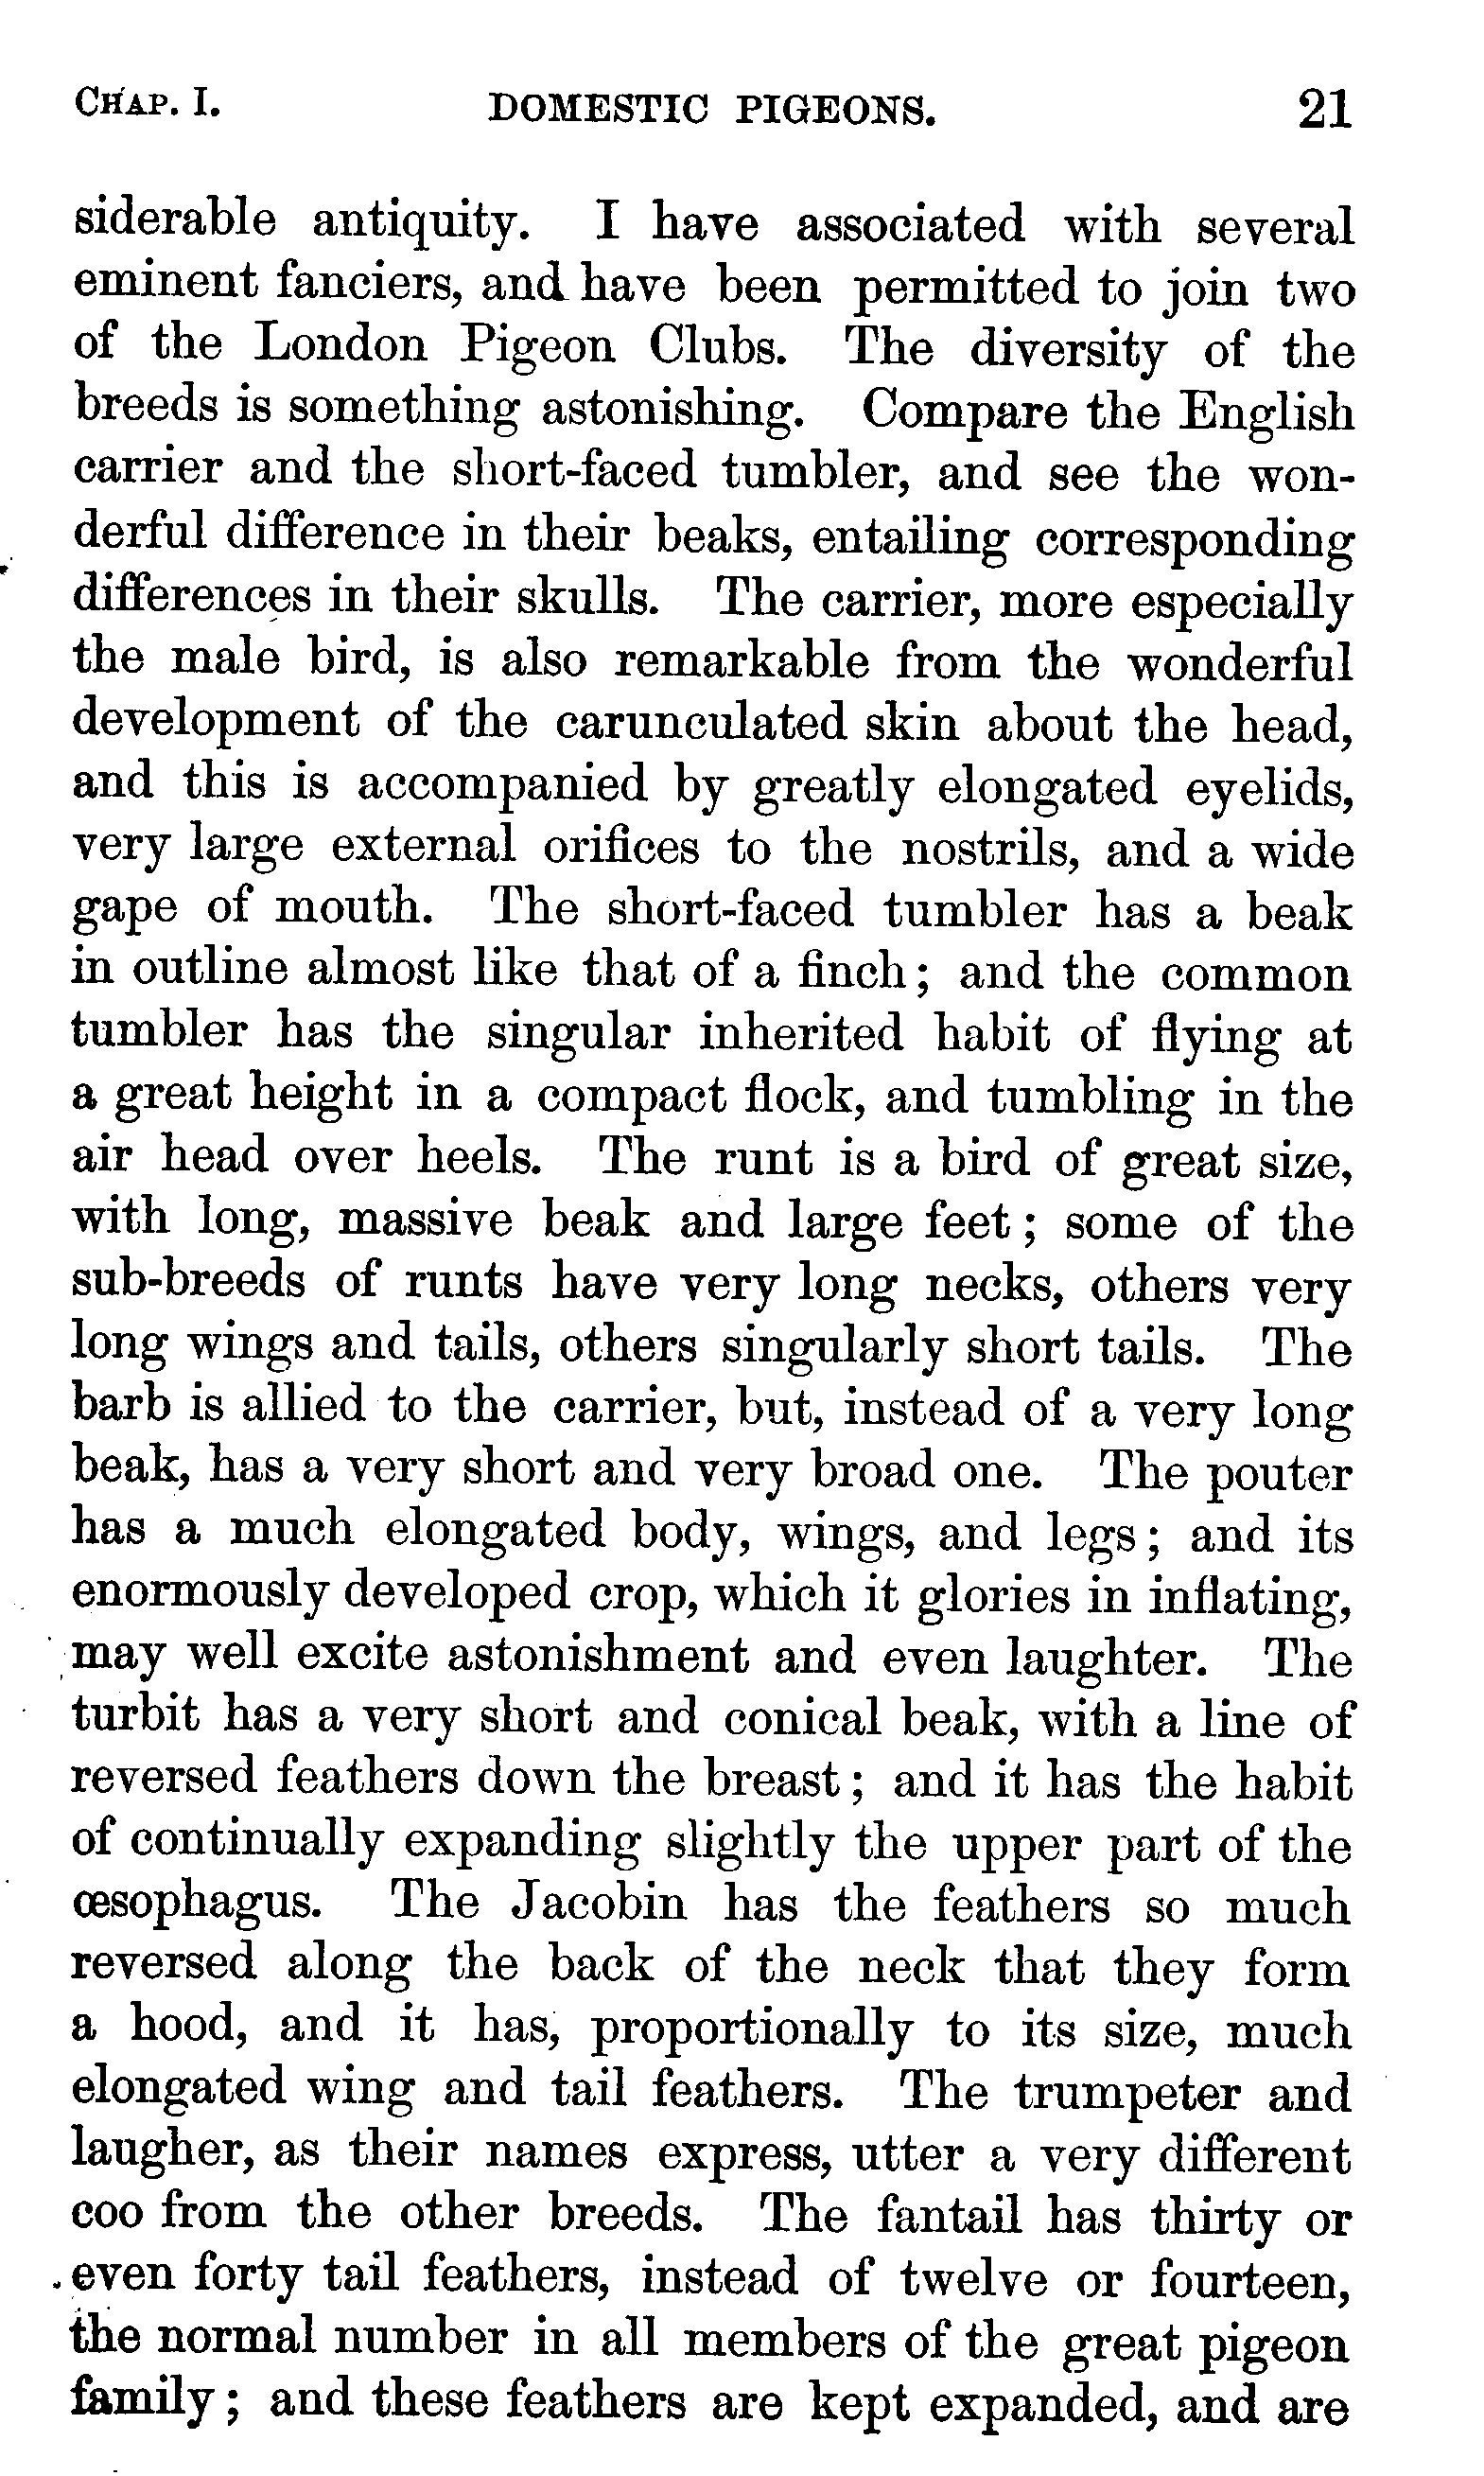 CHAP. I. DOMESTIC PIGEONS. 21
siderable antiquity. I have associated with several
eminent fanciers, and have been permitted to join two
of the London Pigeon Clubs. The diversity of the
breeds is something astonishing. Compare the English
carrier and the short-faced tumbler, and see the won-
derful difference in their beaks, entailing corresponding
differences in their skulls. The carrier, more especially
the male bird, is also remarkable from the wonderful
development of the carunculated skin about the head,
and this is accompanied by greatly elongated eyelids,
very large external orifices to the nostrils, and a wide
gape of mouth. The short-faced tumbler has a beak
in outline almost like that of a finch; and the common
tumbler has the singular inherited habit of flying at
a great height in a compact flock, and tumbling in the
air head over heels. The runt is a bird of great size,
with long, massive beak and large feet; some of the
sub-breeds of runts have very long necks, others very
long wings and tails, others singularly short tails. The
barb is allied to the carrier, but, instead of a very long
beak, has a very short and very broad one. The pouter
has a much elongated body, wings, and legs; and its
enormously developed crop, which it glories in inflating,
may well excite astonishment and even laughter. The
turbit has a very short and conical beak, with a line of
reversed feathers down the breast; and it has the habit
of continually expanding slightly the upper part of the
œsophagus. The Jacobin has the feathers so much
reversed along the back of the neck that they form
a hood, and it has, proportionally to its size, much
elongated wing and tail feathers. The trumpeter and
laugher, as their names express, utter a very different
coo from the other breeds. The fantail has thirty or
even forty tail feathers, instead of twelve or fourteen,
the normal number in all members of the great pigeon
family; and these feathers are kept expanded, and are